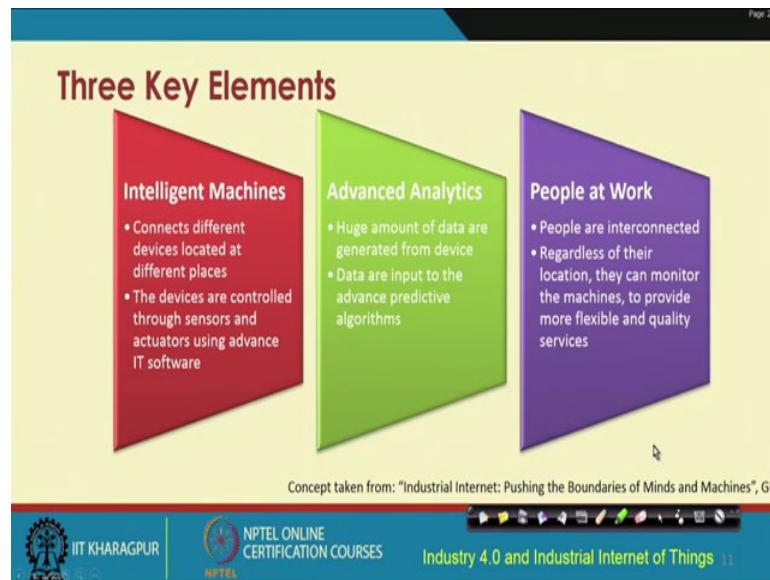 Page: 2
Three Key Elements
Intelligent Machines
• Connects different
devices located at
different places
• The devices are controlled
through sensors and
actuators using advance
IT software
Advanced Analytics
• Huge amount of data are
generated from device
• Data are input to the
advance predictive
algorithms
People at Work
• People are interconnected
• Regardless of their
location, they can monitor
the machines, to provide
more flexible and quality
services
Concept taken from: “Industrial Internet: Pushing the Boundaries of Minds and Machines”, G
IIT KHARAGPUR
NPTEL
NPTEL ONLINE
CERTIFICATION COURSES
Industry 4.0 and Industrial Internet of Things 11